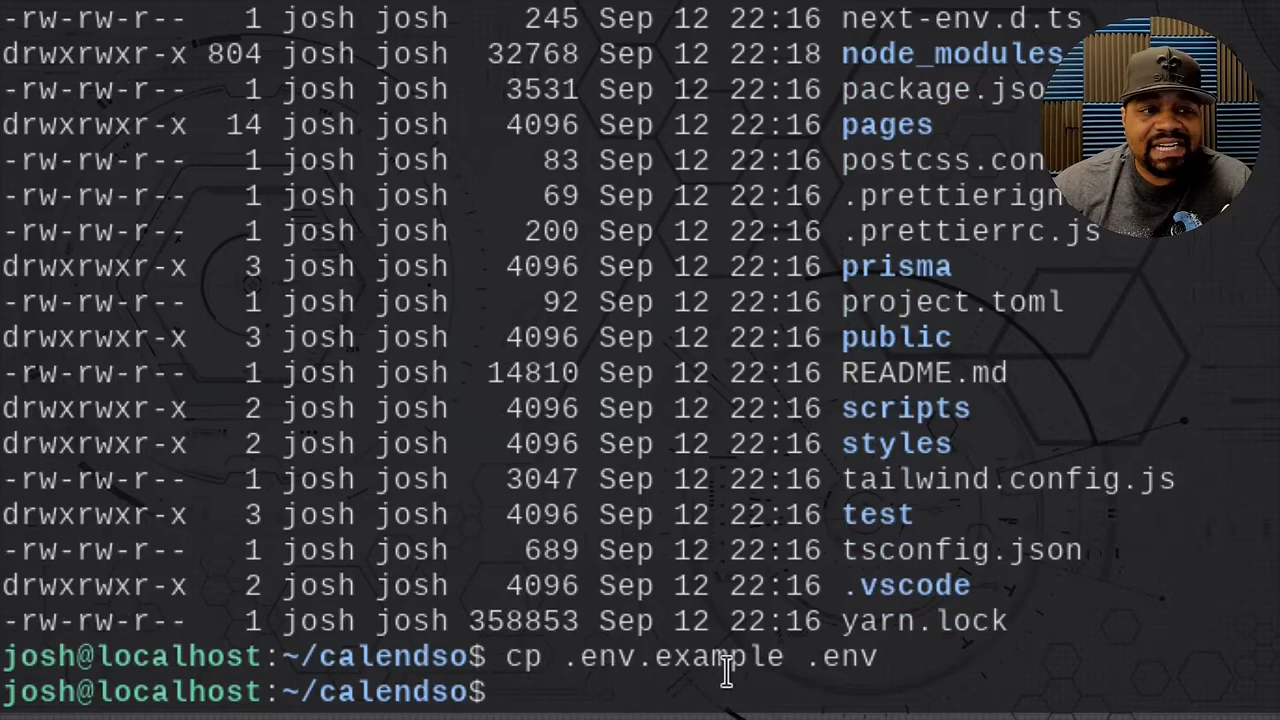 -rw-rw-r-- 1 josh josh 245 Sep 12 22:16 next-env.d.ts
drwxrwxr-x 804 josh josh 32768 Sep 12 22:18 node_modules
-rw-rw-r-- 1 josh josh 3531 Sep 12 22:16 package.jso
drwxrwxr-x 14 josh josh 4096 Sep 12 22:16 pages
-rw-rw-r-- 1 josh josh 83 Sep 12 22:16 postcss.con
-rw-rw-r-- 1 josh josh 69 Sep 12 22:16 .prettierign
-rw-rw-r-- 1 josh josh 200 Sep 12 22:16 .prettierrc.js
drwxrwxr-x 3 josh josh 4096 Sep 12 22:16 prisma
-rw-rw-r-- 1 josh josh 92 Sep 12 22:16 project.toml
drwxrwxr-x 3 josh josh 4096 Sep 12 22:16 public
-rw-rw-r-- 1 josh josh 14810 Sep 12 22:16 README.md
drwxrwxr-x 2 josh josh 4096 Sep 12 22:16 scripts
drwxrwxr-x 2 josh josh 4096 Sep 12 22:16 styles
-rw-rw-r-- 1 josh josh 3047 Sep 12 22:16 tailwind.config.js
drwxrwxr-x 3 josh josh 4096 Sep 12 22:16 test
-rw-rw-r-- 1 josh josh 689 Sep 12 22:16 tsconfig.json
drwxrwxr-x 2 josh josh 4096 Sep 12 22:16 .vscode
-rw-rw-r-- 1 josh josh 358853 Sep 12 22:16 yarn.lock
josh@localhost:~/calendso$ cp .env.example .env
josh@localhost:~/calendso$
SAINTS